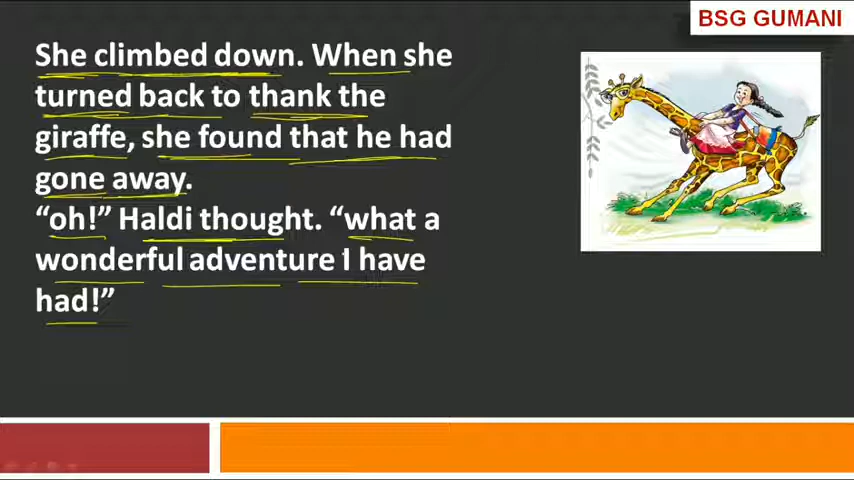 BSG GUMANI
She climbed down. When she
turned back to thank the
giraffe, she found that he had
gone away.
“oh!” Haldi thought. “what a
wonderful adventure I have
had!”